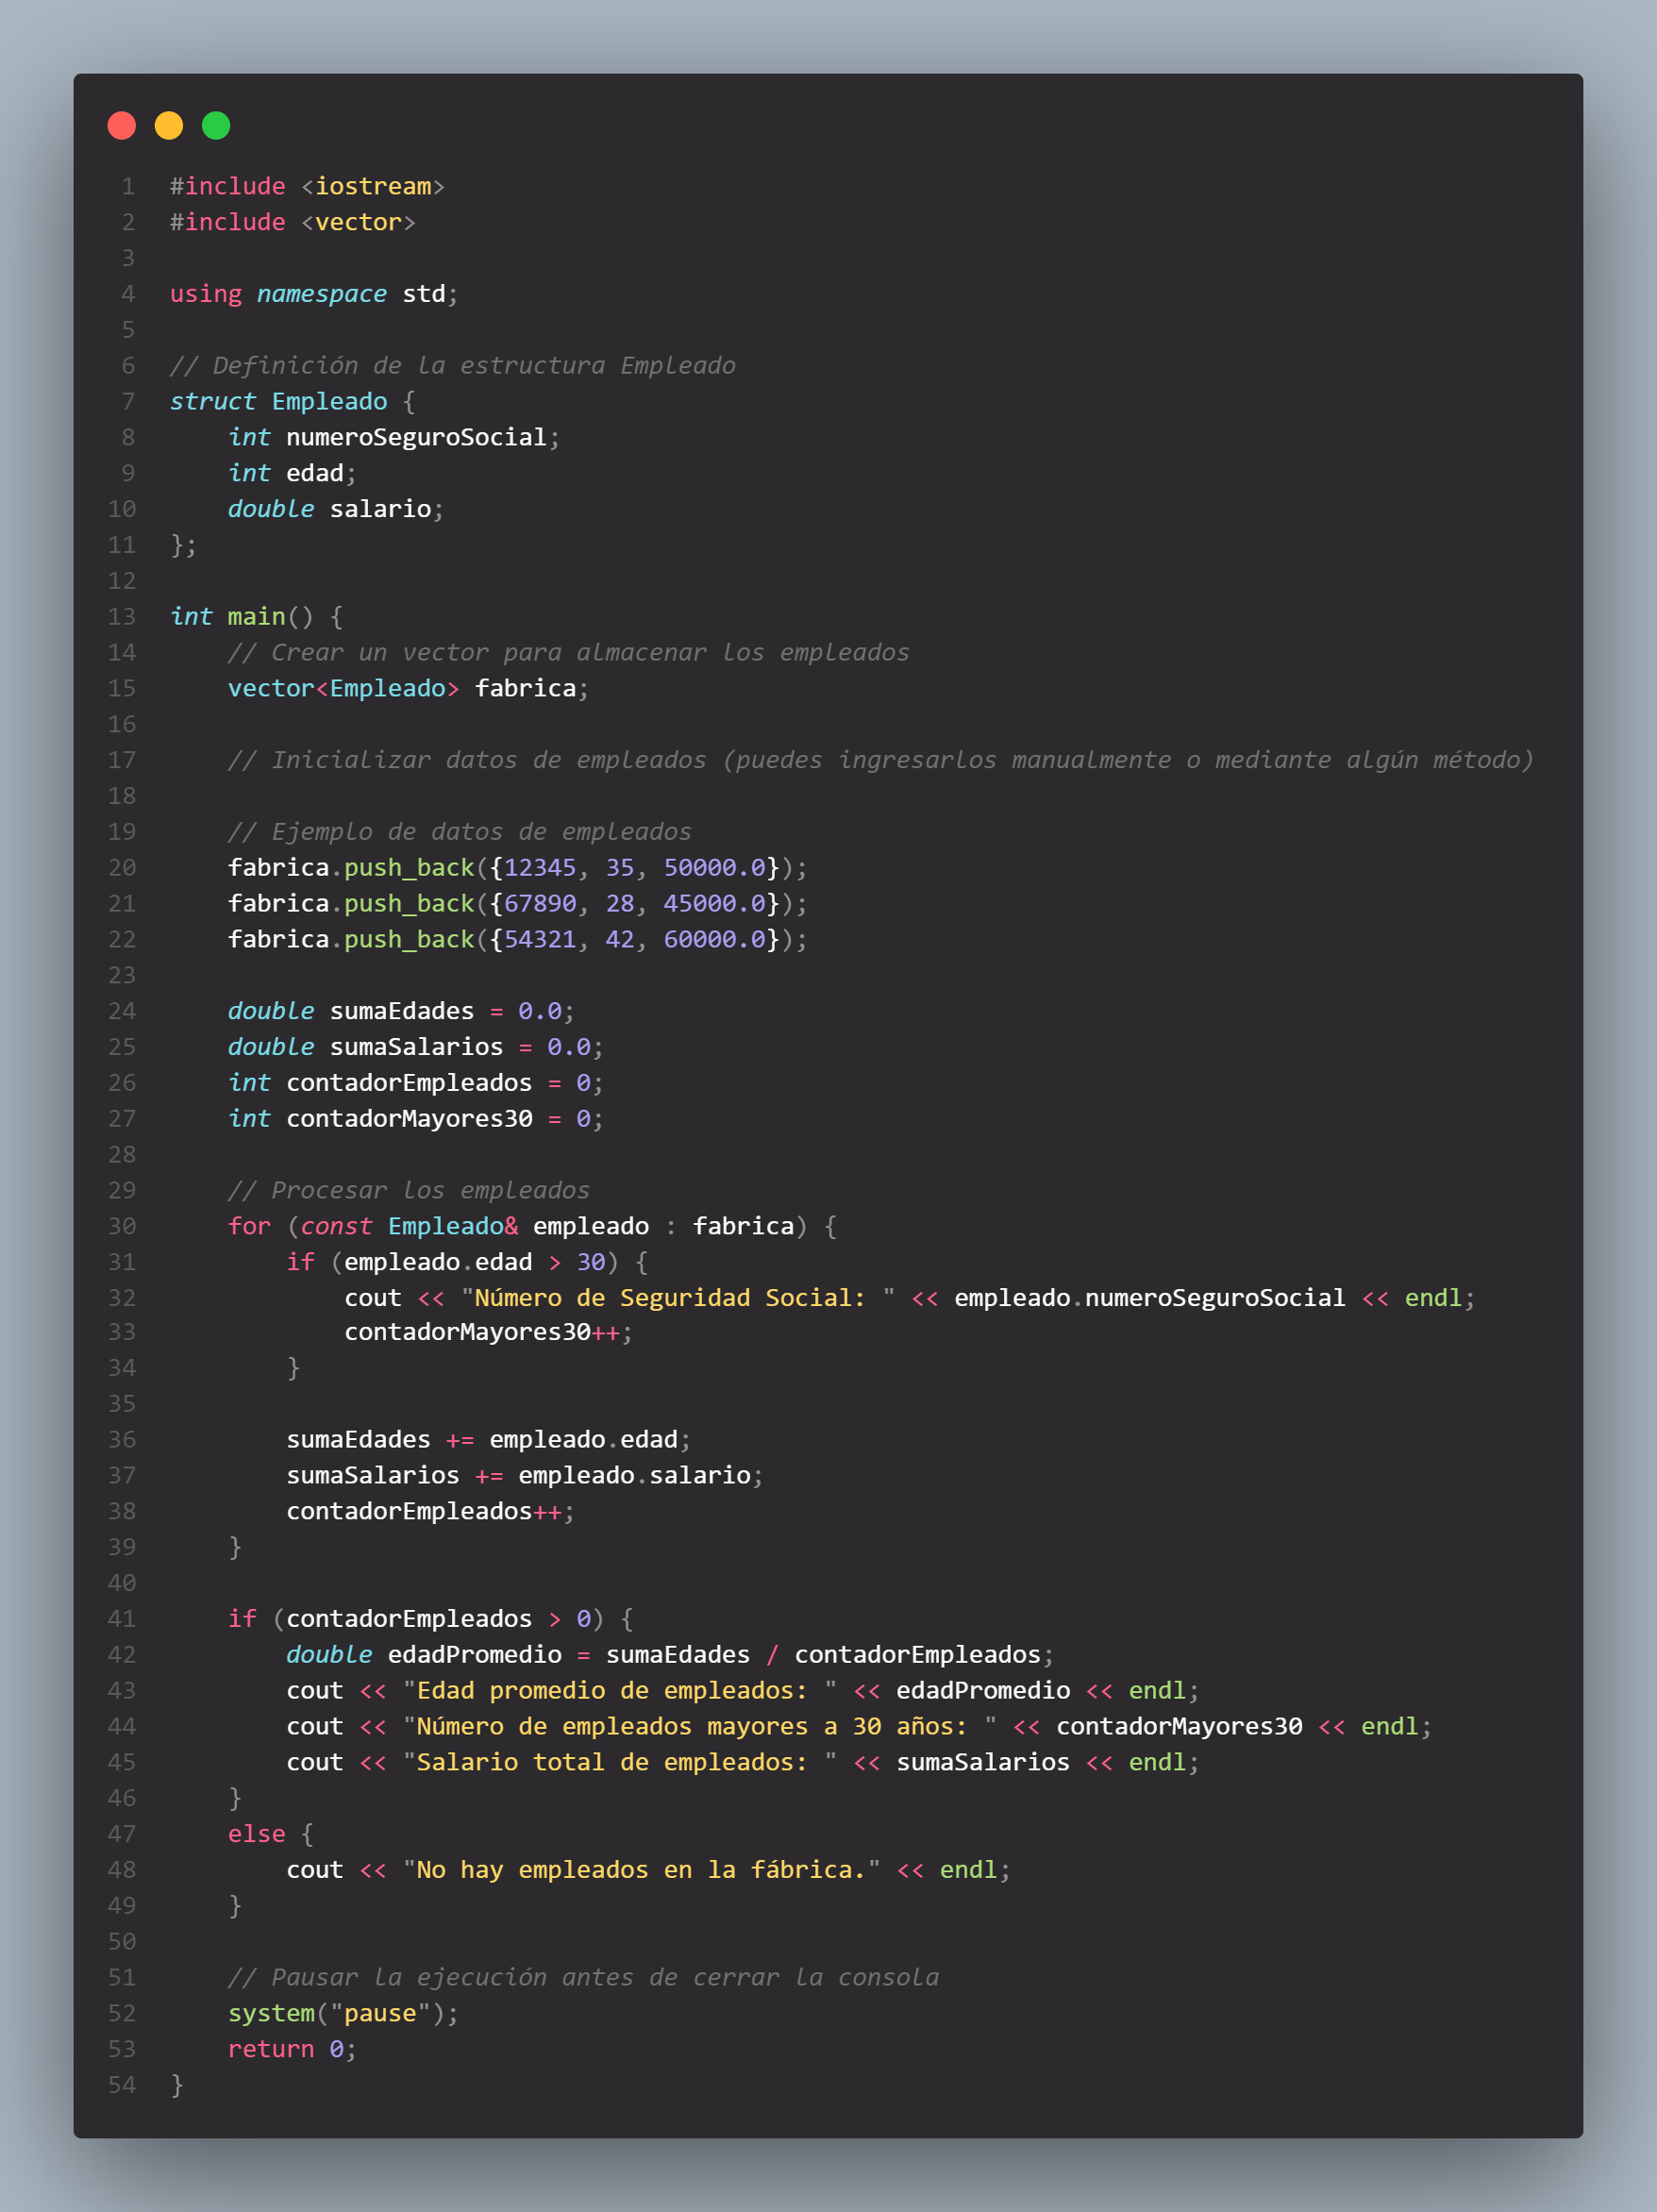 1 #include <iostream>
2 #include <vector>
3
4 using namespace std;
5
6 // Definición de la estructura Empleado
7 struct Empleado {
8     int numeroSeguroSocial;
9     int edad;
10     double salario;
11 };
12
13 int main() {
14     // Crear un vector para almacenar los empleados
15     vector<Empleado> fabrica;
16
17     // Inicializar datos de empleados (puedes ingresarlos manualmente o mediante algún método)
18
19     // Ejemplo de datos de empleados
20     fabrica.push_back({12345, 35, 50000.0});
21     fabrica.push_back({67890, 28, 45000.0});
22     fabrica.push_back({54321, 42, 60000.0});
23
24     double sumaEdades = 0.0;
25     double sumaSalarios = 0.0;
26     int contadorEmpleados = 0;
27     int contadorMayores30 = 0;
28
29     // Procesar los empleados
30     for (const Empleado& empleado : fabrica) {
31         if (empleado.edad > 30) {
32             cout << "Número de Seguridad Social: " << empleado.numeroSeguroSocial << endl;
33             contadorMayores30++;
34         }
35
36         sumaEdades += empleado.edad;
37         sumaSalarios += empleado.salario;
38         contadorEmpleados++;
39     }
40
41     if (contadorEmpleados > 0) {
42         double edadPromedio = sumaEdades / contadorEmpleados;
43         cout << "Edad promedio de empleados: " << edadPromedio << endl;
44         cout << "Número de empleados mayores a 30 años: " << contadorMayores30 << endl;
45         cout << "Salario total de empleados: " << sumaSalarios << endl;
46     }
47     else {
48         cout << "No hay empleados en la fábrica." << endl;
49     }
50
51     // Pausar la ejecución antes de cerrar la consola
52     system("pause");
53     return 0;
54 }